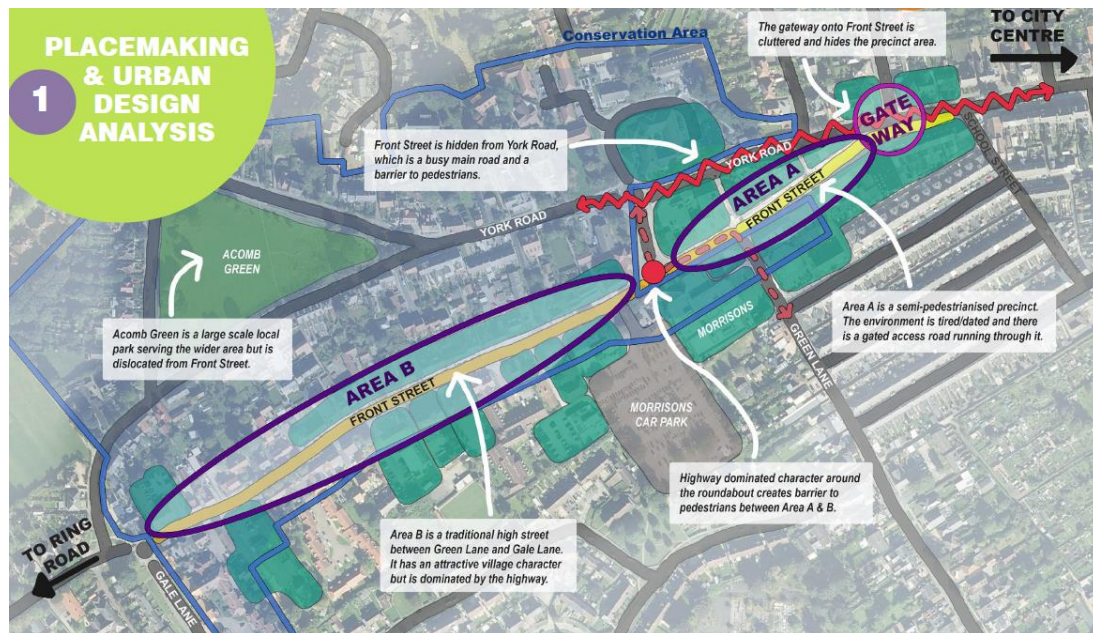 PLACEMAKING
& URBAN
DESIGN
ANALYSIS
1
Conservation Area
The gateway onto Front Street is
cluttered and hides the precinct area.
TO CITY
CENTRE
Front Street is hidden from York Road,
which is a busy main road and a
barrier to pedestrians.
GATE
WAY
SCHOOL STREET
YORK ROAD
AREA A
FRONT STREET
YORK ROAD
ACOMB
GREEN
Acomb Green is a large scale local
park serving the wider area but is
dislocated from Front Street.
Area A is a semi-pedestrianised precinct.
The environment is tired/dated and there
is a gated access road running through it.
MORRISONS
GREEN LANE
AREA B
FRONT STREET
MORRISONS
CAR PARK
Highway dominated character around
the roundabout creates barrier to
pedestrians between Area A & B.
Area B is a traditional high street
between Green Lane and Gale Lane.
It has an attractive village character
but is dominated by the highway.
TO RING
ROAD
GALE LANE